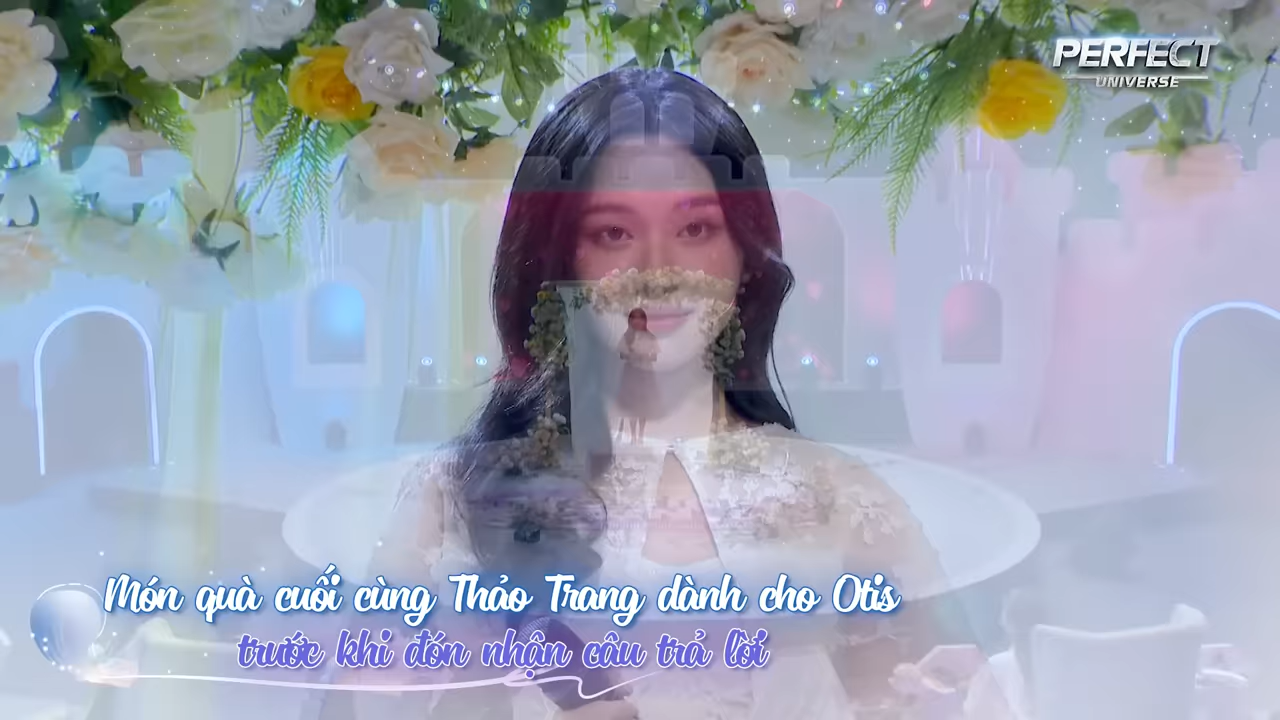 PERFECT
UNIVERSE
Món quà cuối cùng Thảo Trang dành cho Otis
trước khi đón nhận câu trả lời